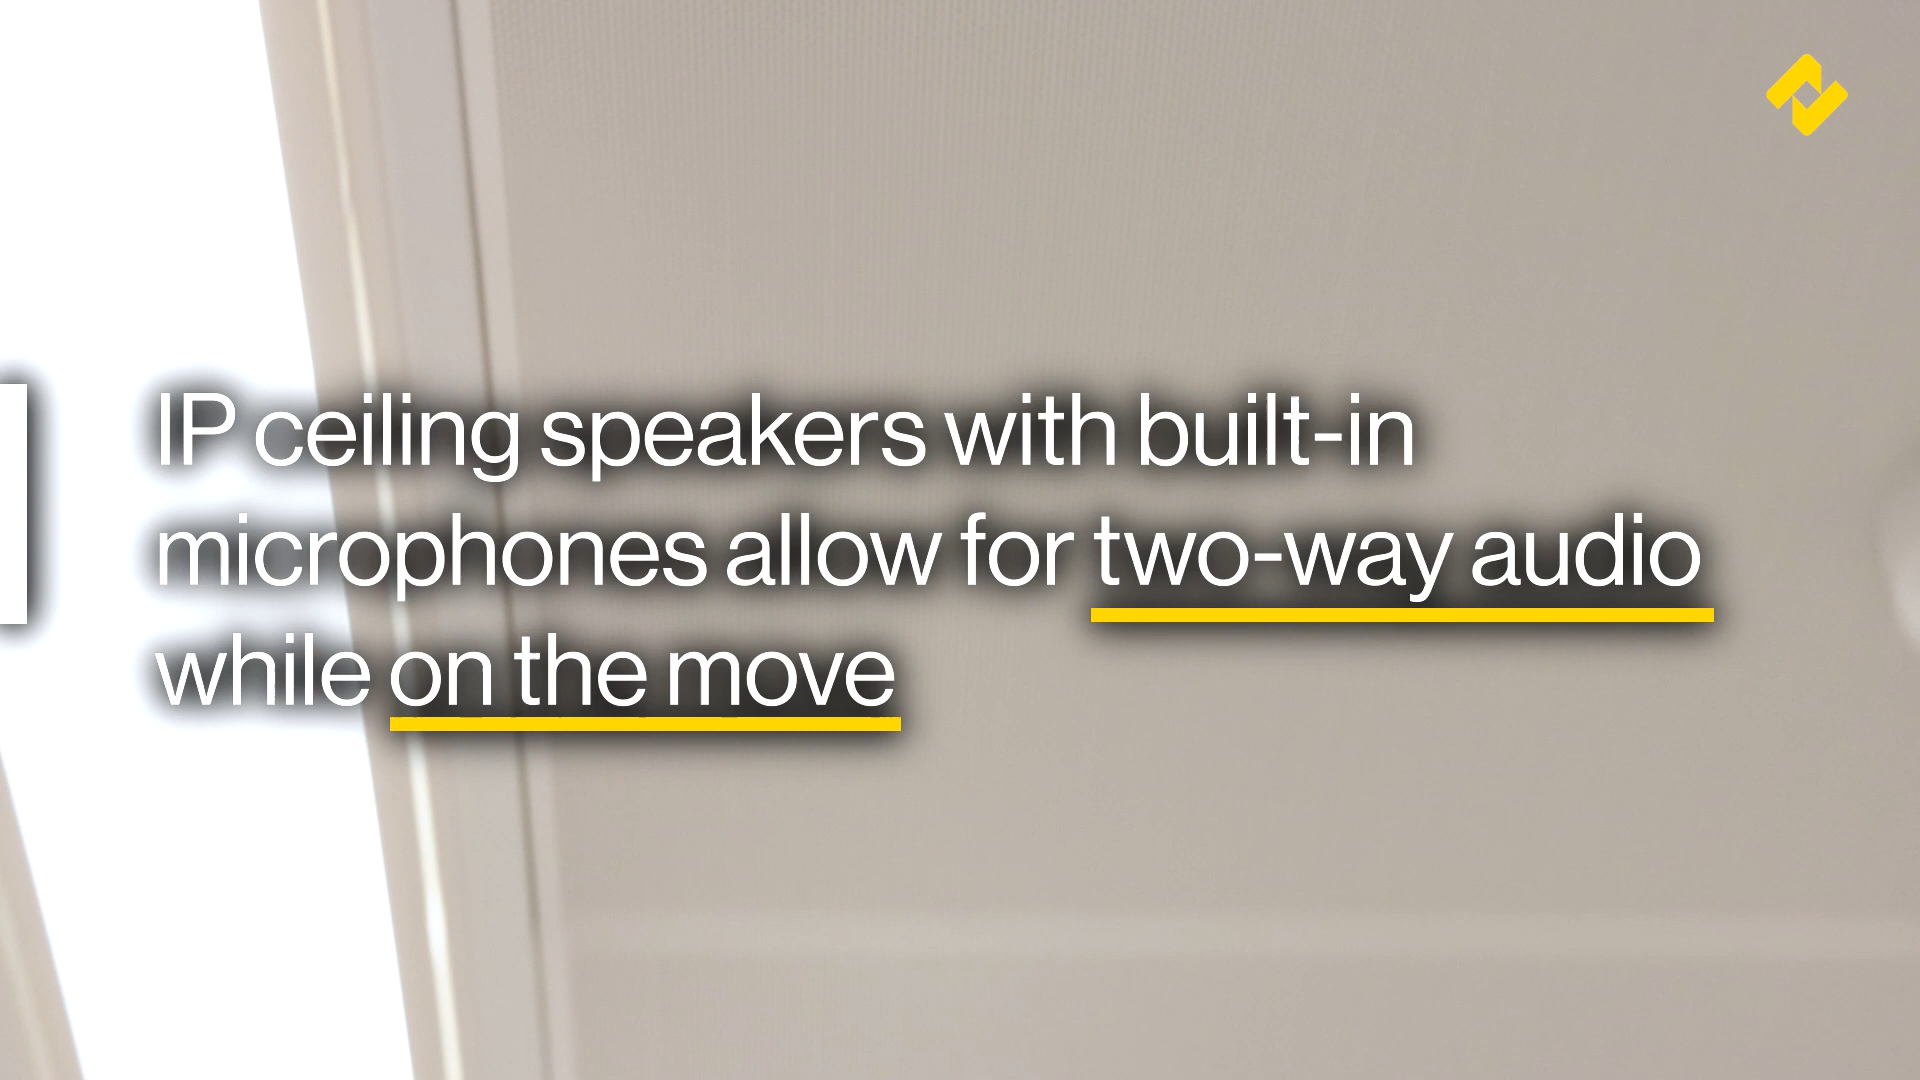 IP ceiling speakers with built-in
microphones allow for two-way audio
while on the move